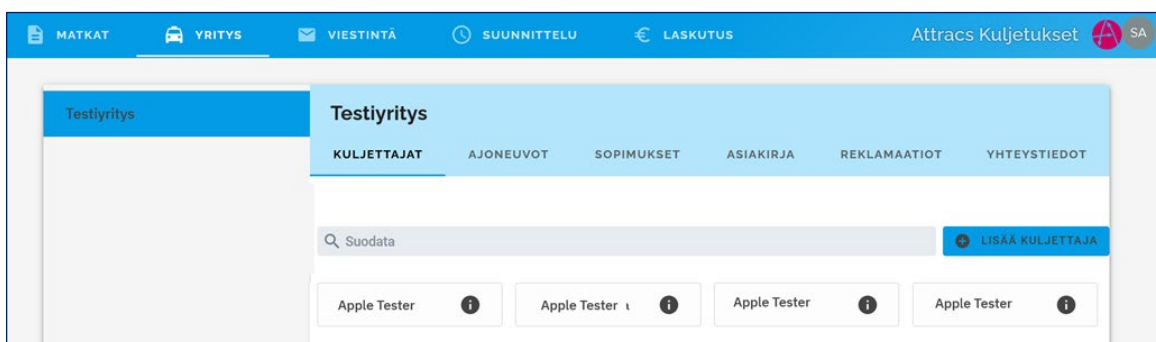 MATKAT YRITYS VIESTINTÄ SUUNNITTELU LASKUTUS Attracs Kuljetukset SA
Testiyritys
Testiyritys
KULJETTAJAT AJONEUVOT SOPIMUKSET ASIAKIRJA REKLAMAATIOT YHTEYSTIEDOT
Suodata LISÄÄ KULJETTAJA
Apple Tester Apple Tester Apple Tester Apple Tester